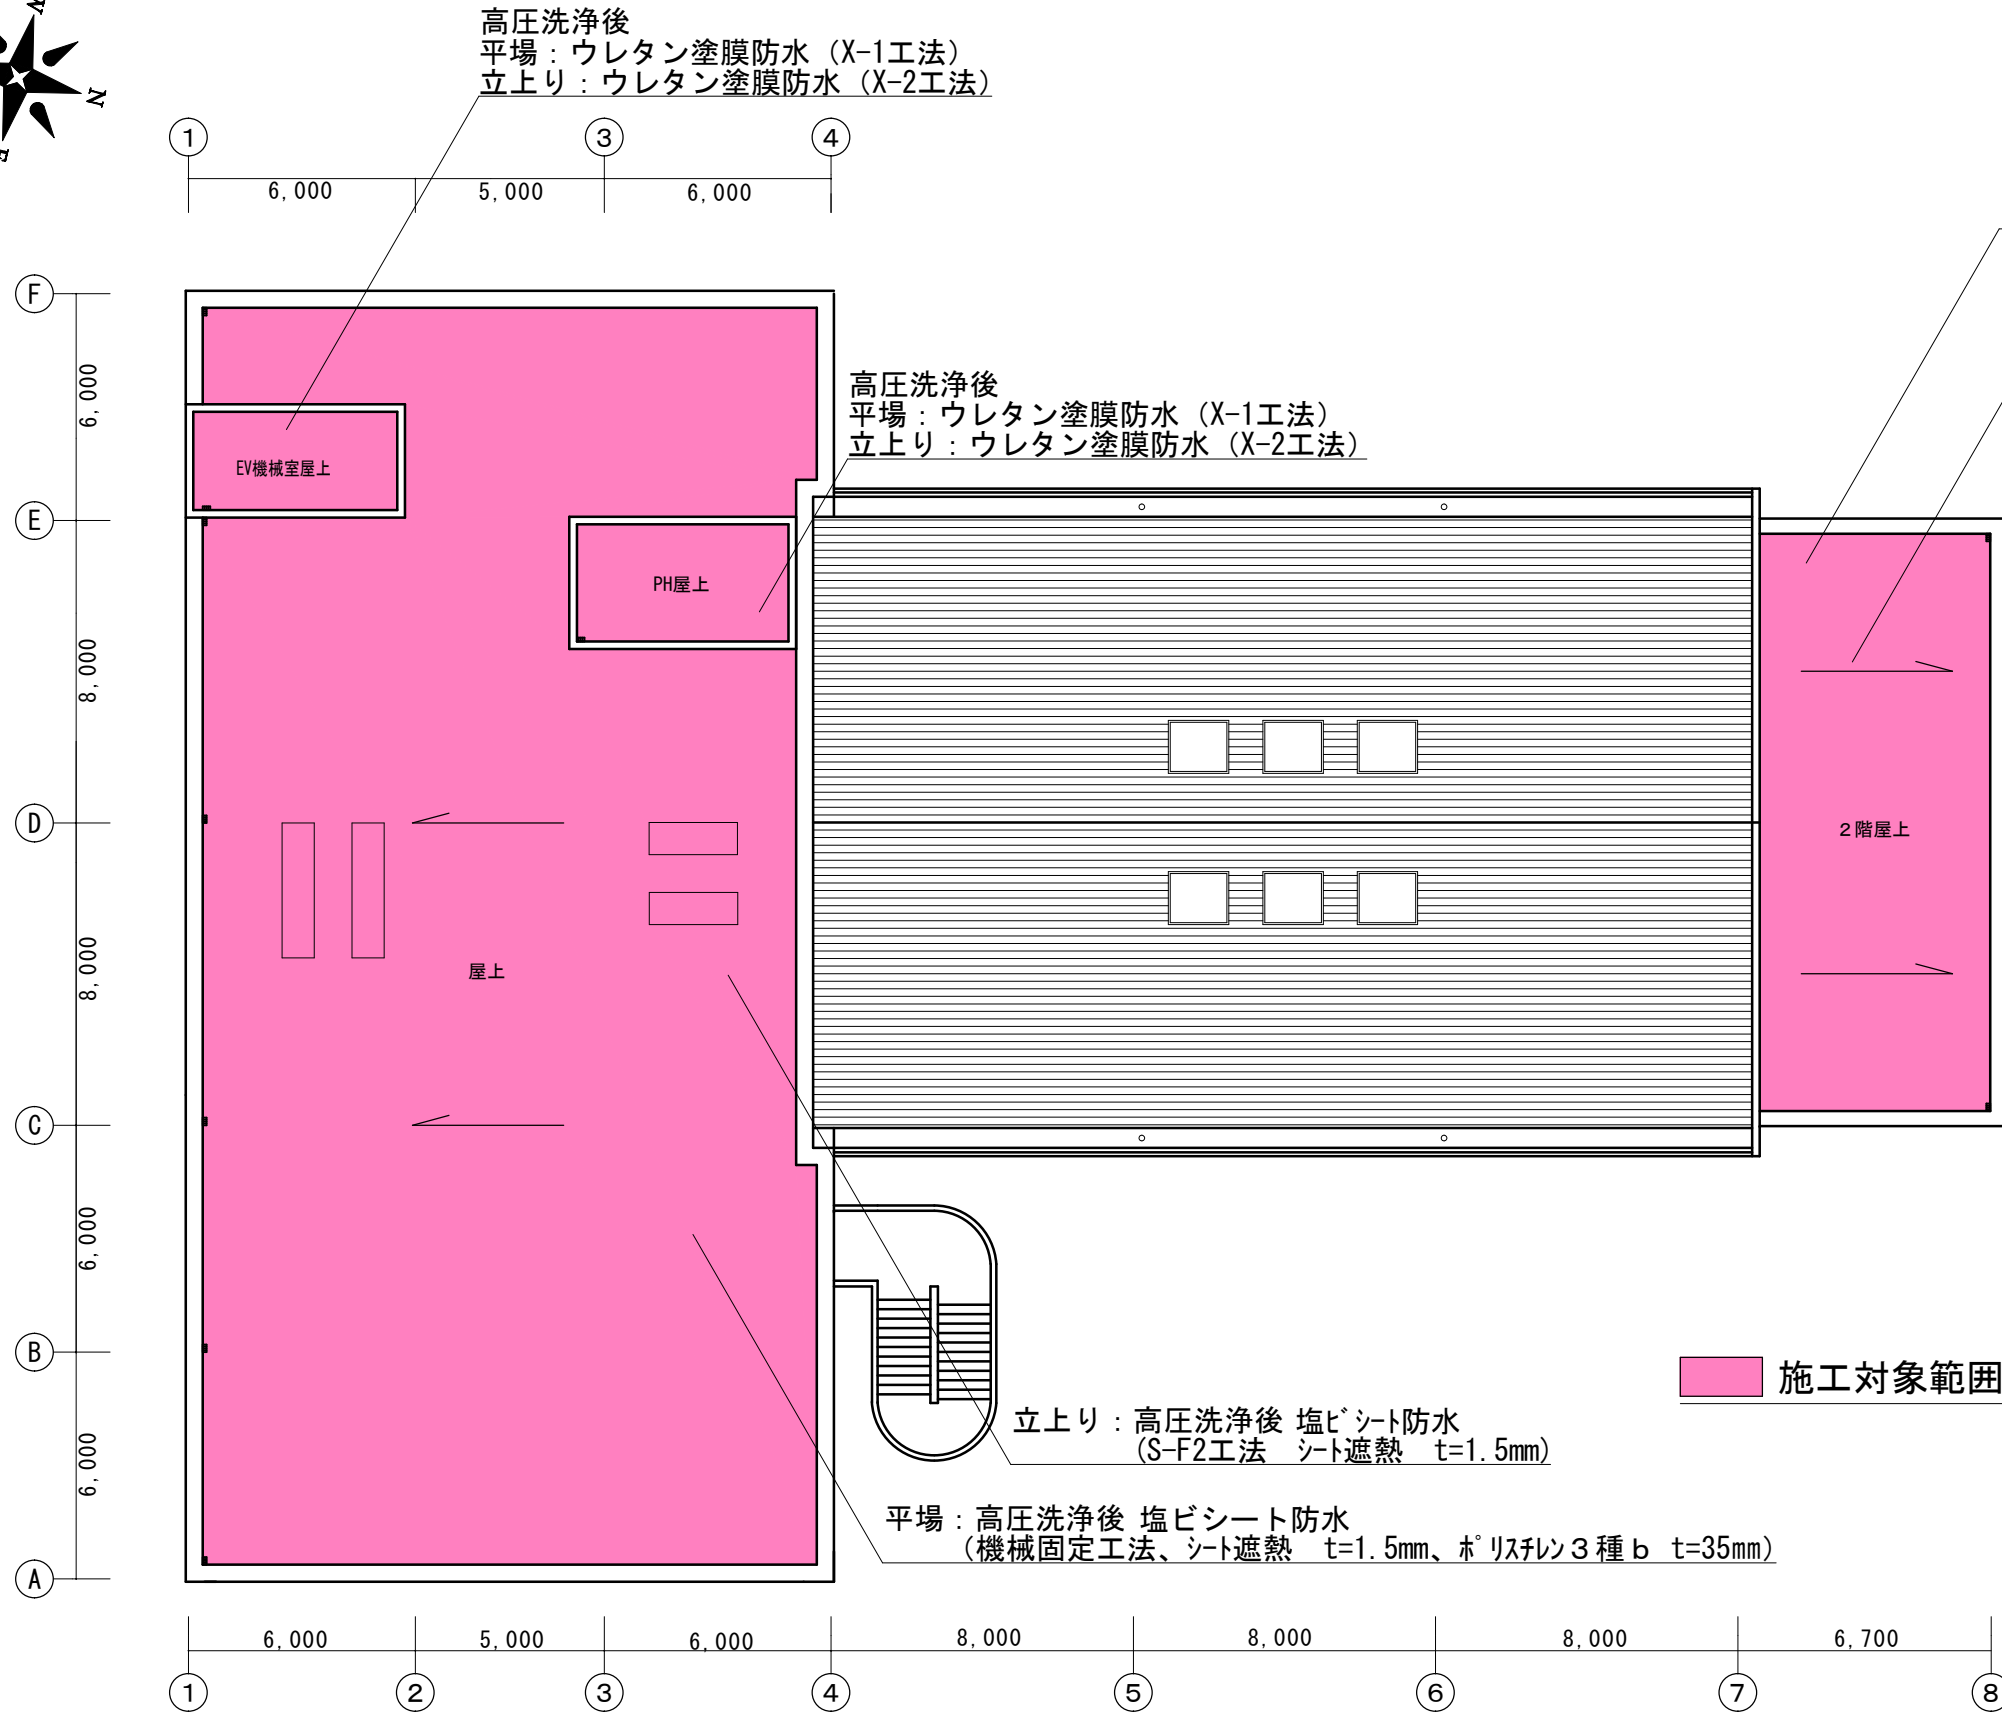 W
N
E
高圧洗浄後
平場：ウレタン塗膜防水（X-1工法）
立上り：ウレタン塗膜防水（X-2工法）
1 3 4
6,000 5,000 6,000
F
6,000
EV機械室屋上
高圧洗浄後
平場：ウレタン塗膜防水（X-1工法）
立上り：ウレタン塗膜防水（X-2工法）
E
PH屋上
8,000
D
2階屋上
8,000
屋上
C
6,000
B
施工対象範囲
立上り：高圧洗浄後 塩ビシート防水
(S-F2工法　シート遮熱　t=1.5mm)
6,000
平場：高圧洗浄後 塩ビシート防水
(機械固定工法、シート遮熱　t=1.5mm、ポリスチレン３種ｂ t=35mm)
A
6,000 5,000 6,000 8,000 8,000 8,000 6,700
1 2 3 4 5 6 7 8